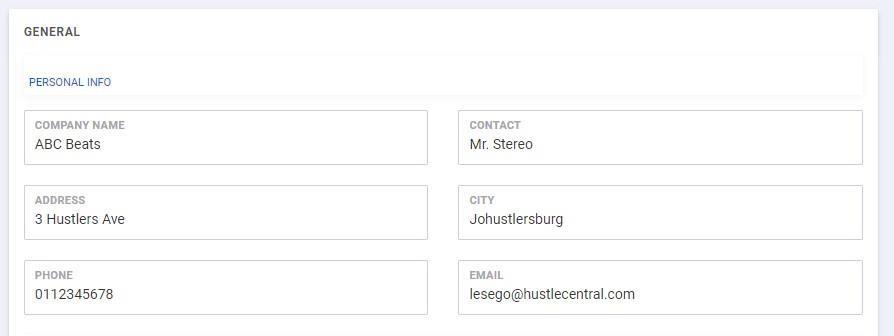 GENERAL
PERSONAL INFO
COMPANY NAME
ABC Beats
CONTACT
Mr. Stereo
ADDRESS
3 Hustlers Ave
CITY
Johustlersburg
PHONE
0112345678
EMAIL
lesego@hustlecentral.com